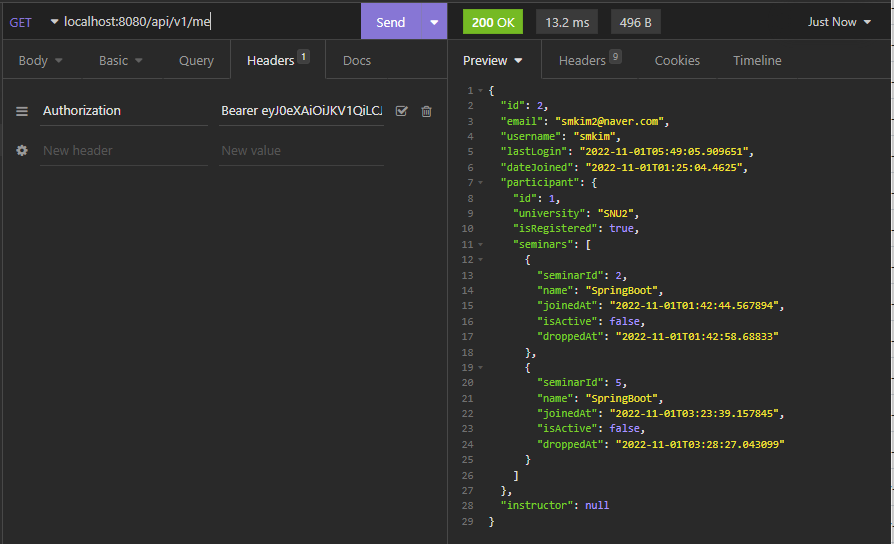 GET localhost:8080/api/v1/me Send
Body Basic Query Headers 1 Docs
Authorization Bearer eyJ0eXAiOiJKV1QiLCJ
New header New value
200 OK 13.2 ms 496 B Just Now
Preview Headers 9 Cookies Timeline
1 {
2 "id": 2,
3 "email": "smkim2@naver.com",
4 "username": "smkim",
5 "lastLogin": "2022-11-01T05:49:05.909651",
6 "dateJoined": "2022-11-01T01:25:04.4625",
7 "participant": {
8 "id": 1,
9 "university": "SNU2",
10 "isRegistered": true,
11 "seminars": [
12 {
13 "seminarId": 2,
14 "name": "SpringBoot",
15 "joinedAt": "2022-11-01T01:42:44.567894",
16 "isActive": false,
17 "droppedAt": "2022-11-01T01:42:58.68833"
18 },
19 {
20 "seminarId": 5,
21 "name": "SpringBoot",
22 "joinedAt": "2022-11-01T03:23:39.157845",
23 "isActive": false,
24 "droppedAt": "2022-11-01T03:28:27.043099"
25 }
26 ]
27 },
28 "instructor": null
29 }